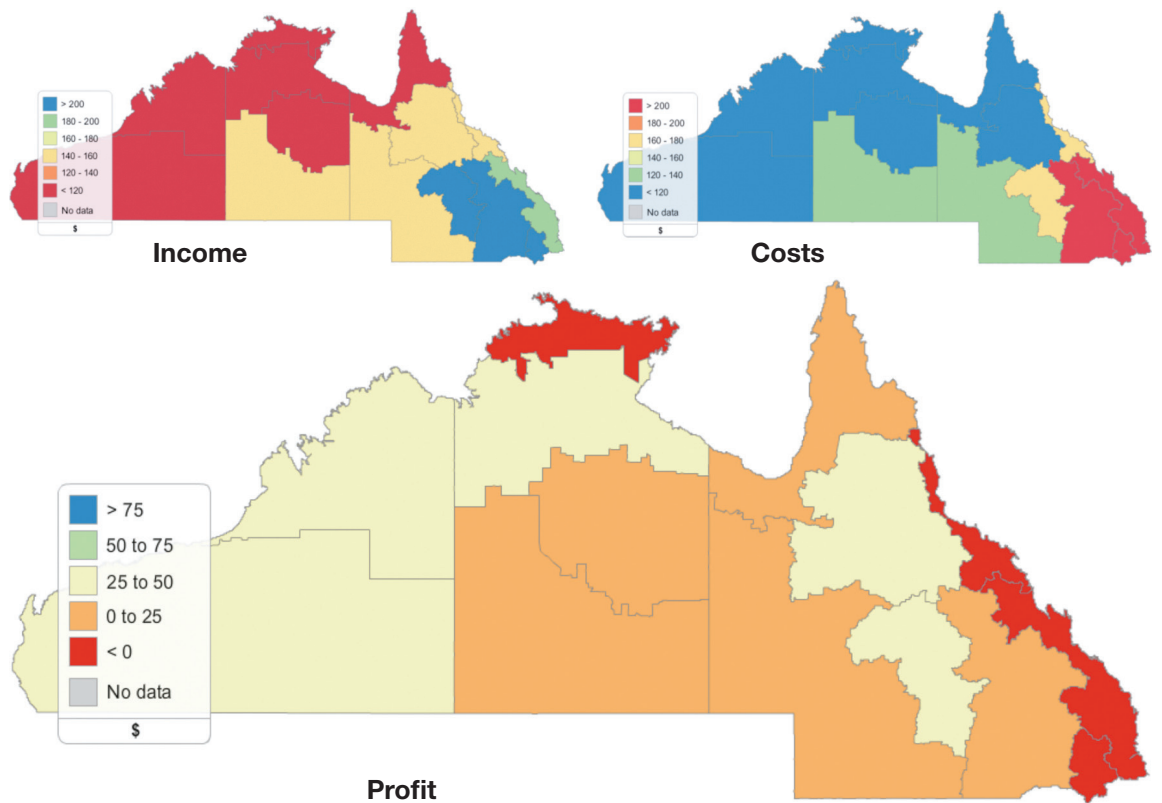 > 200
180 - 200
160 - 180
140 - 160
120 - 140
< 120
No data
$
Income
> 200
180 - 200
160 - 180
140 - 160
120 - 140
< 120
No data
$
Costs
> 75
50 to 75
25 to 50
0 to 25
< 0
No data
$
Profit